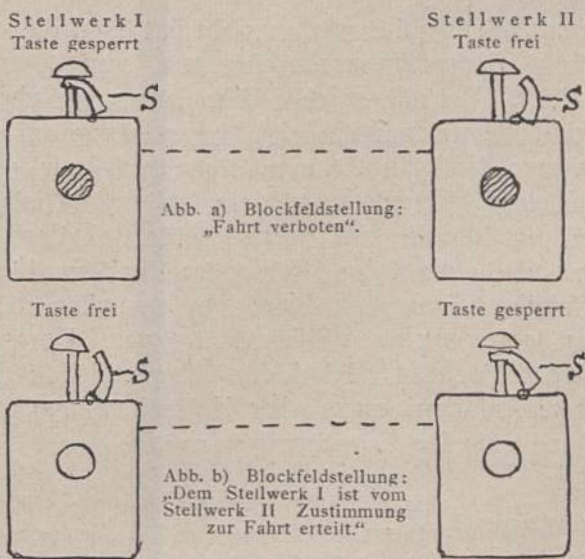 Stellwerk I
Taste gesperrt
Stellwerk II
Taste frei
S
S
Abb. a) Blockfeldstellung:
„Fahrt verboten“.
Taste frei
Taste gesperrt
S
S
Abb. b) Blockfeldstellung:
„Dem Stellwerk I ist vom
Stellwerk II Zustimmung
zur Fahrt erteilt.“